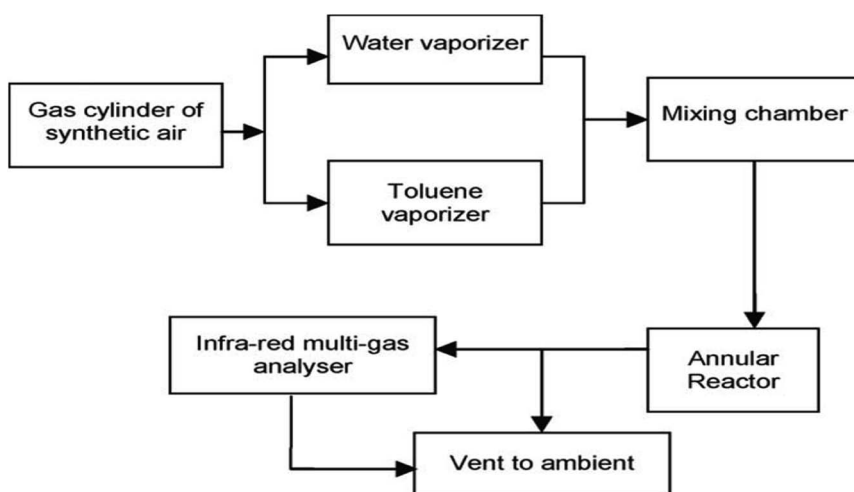 Water vaporizer
Gas cylinder of
synthetic air
Mixing chamber
Toluene
vaporizer
Infra-red multi-gas
analyser
Annular
Reactor
Vent to ambient